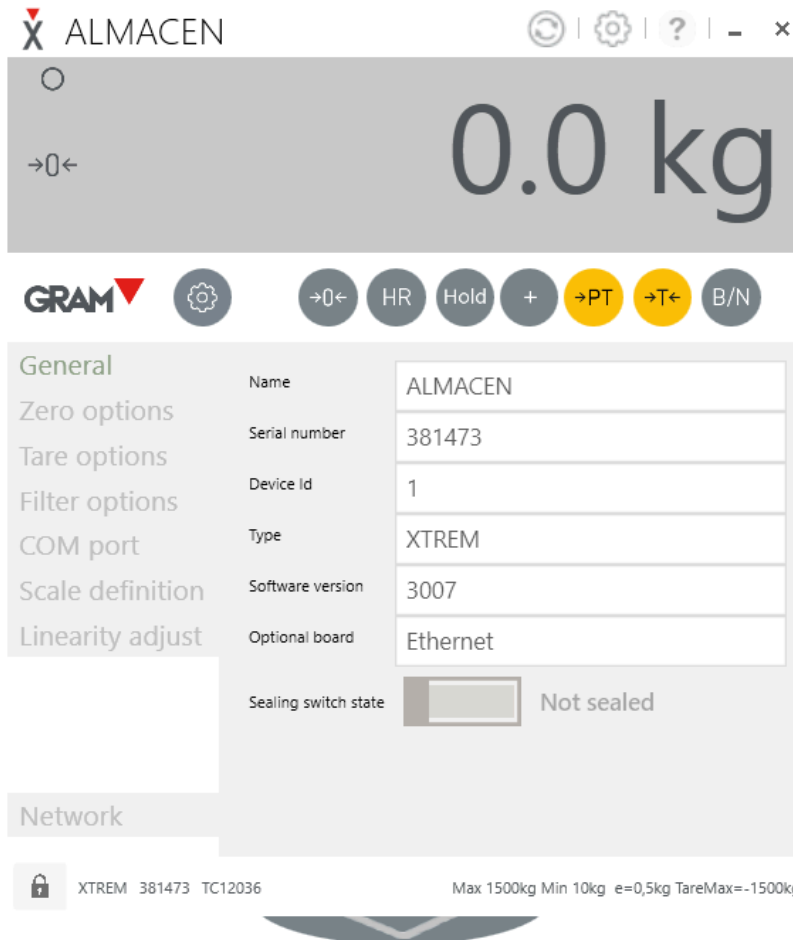 ALMACEN
?
→0←
0.0 kg
GRAM
→0← HR Hold + →PT →T← B/N
General
Zero options
Tare options
Filter options
COM port
Scale definition
Linearity adjust
Network
Name ALMACEN
Serial number 381473
Device Id 1
Type XTREM
Software version 3007
Optional board Ethernet
Sealing switch state Not sealed
XTREM 381473 TC12036 Max 1500kg Min 10kg e=0,5kg TareMax=-1500kg